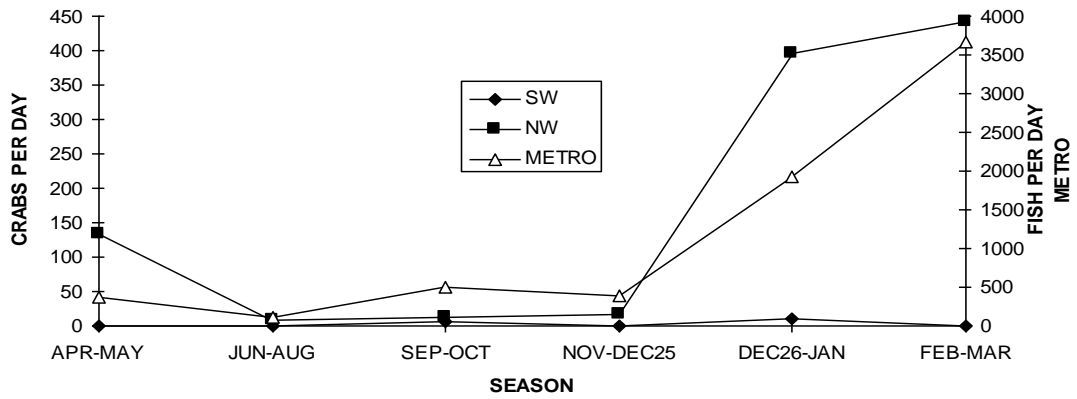 450
400
350
300
250
200
150
100
50
0
CRABS PER DAY
SW
NW
METRO
4000
3500
3000
2500
2000
1500
1000
500
0
FISH PER DAY
METRO
APR-MAY JUN-AUG SEP-OCT NOV-DEC25 DEC26-JAN FEB-MAR
SEASON